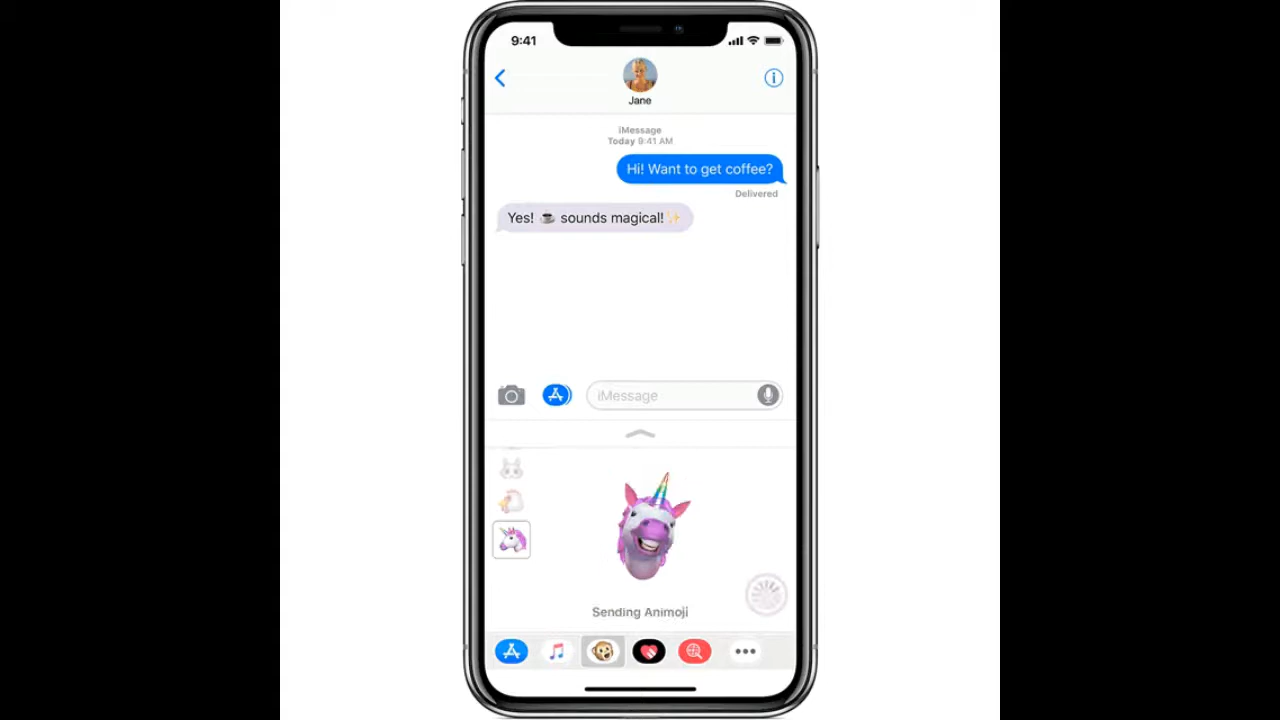 9:41
Jane
iMessage
Today 9:41 AM
Hi! Want to get coffee?
Delivered
Yes! ☕ sounds magical!✨
iMessage
Sending Animoji